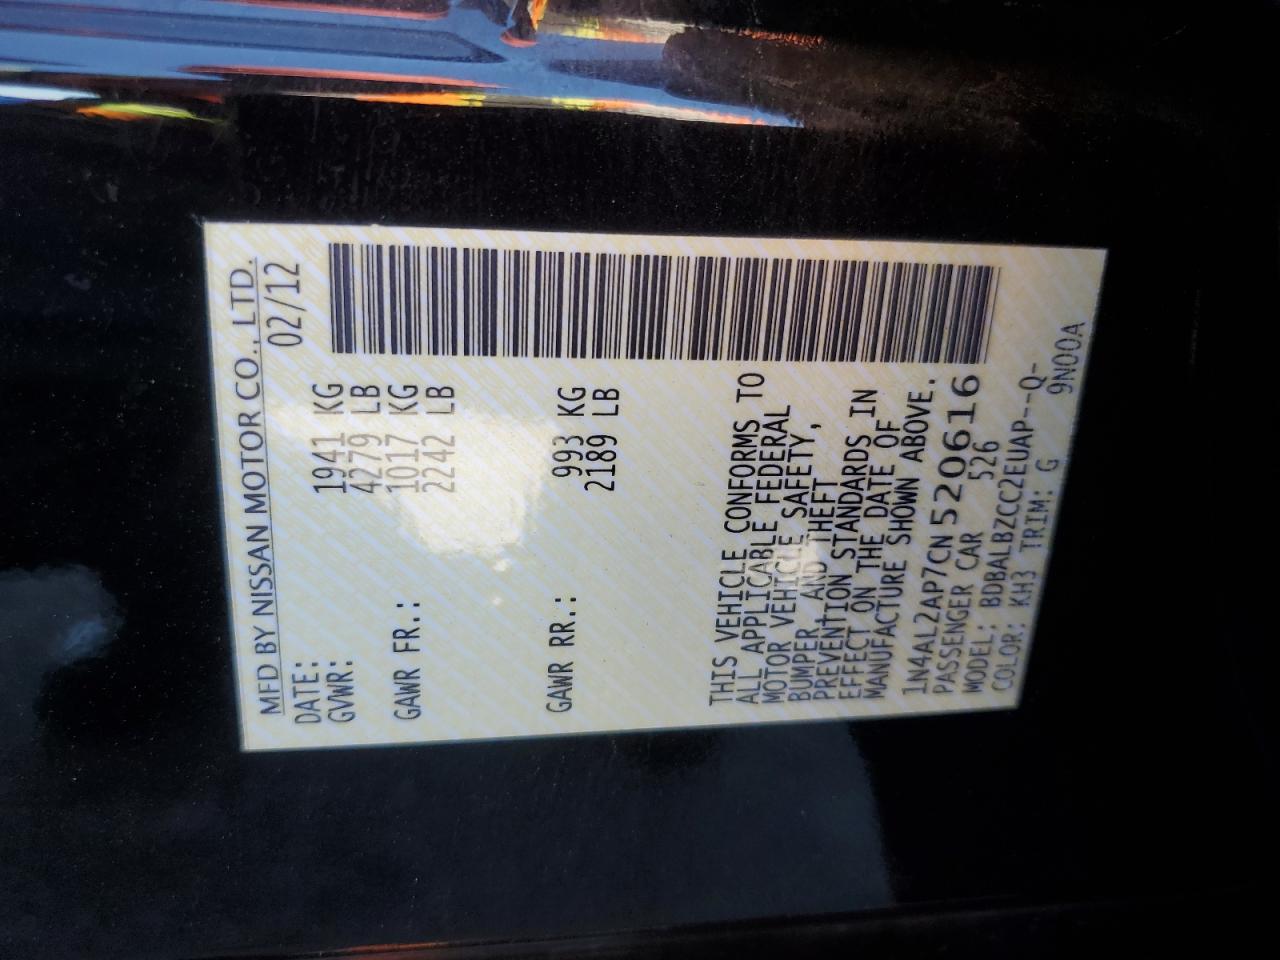 MFD BY NISSAN MOTOR CO., LTD.
DATE: 02/12
GVWR: 1941 KG
4279 LB
GAWR FR.: 1017 KG
2242 LB
GAWR RR.: 993 KG
2189 LB
THIS VEHICLE CONFORMS TO
ALL APPLICABLE FEDERAL
MOTOR VEHICLE SAFETY,
BUMPER AND THEFT
PREVENTION STANDARDS IN
EFFECT ON THE DATE OF
MANUFACTURE SHOWN ABOVE.
1N4AL2AP7CN520616
PASSENGER CAR 526
MODEL: BDBALBZCC2EUAP--Q-
COLOR: KH3 TRIM: G 9N00A